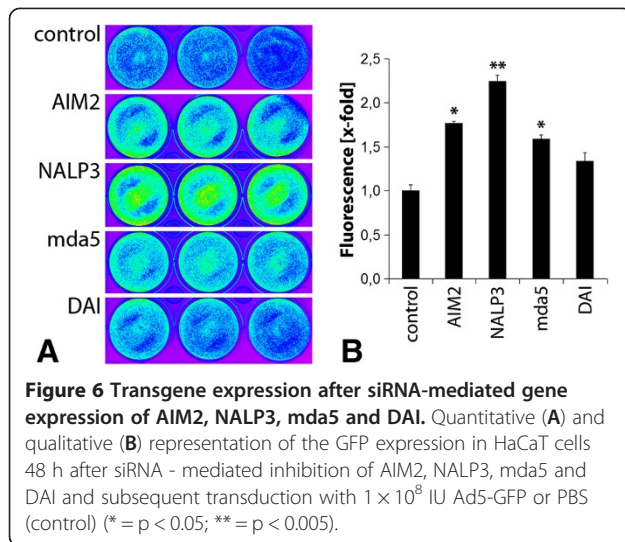 control
AIM2
NALP3
mda5
DAI
A
Fluorescence [x-fold]
2,5
2,0
1,5
1,0
0,5
0,0
*
**
*
control
AIM2
NALP3
mda5
DAI
B
Figure 6 Transgene expression after siRNA-mediated gene
expression of AIM2, NALP3, mda5 and DAI. Quantitative (A) and
qualitative (B) representation of the GFP expression in HaCaT cells
48 h after siRNA - mediated inhibition of AIM2, NALP3, mda5 and
DAI and subsequent transduction with 1 × 10⁸ IU Ad5-GFP or PBS
(control) (* = p < 0.05; ** = p < 0.005).